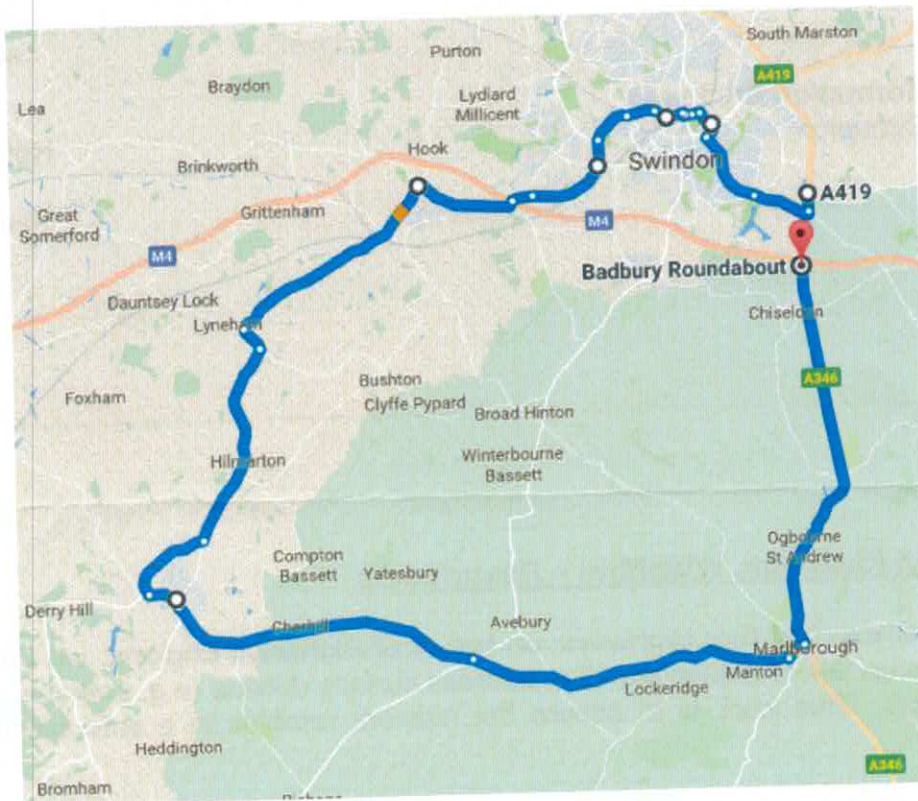 South Marston
Purton
A419
Braydon
Lydiard
Millicent
Lea
Hook
Brinkworth
Swindon
A419
Great
Somerford
Grittenham
M4
M4
Badbury Roundabout
Dauntsey Lock
Chiseldon
Lyneham
A346
Bushton
Foxham
Clyffe Pypard
Broad Hinton
Winterbourne
Bassett
Hilmarton
Ogbourne
St Andrew
Compton
Bassett
Yatesbury
Derry Hill
Cherhill
Avebury
Marlborough
Manton
Lockeridge
Heddington
A346
Bromham